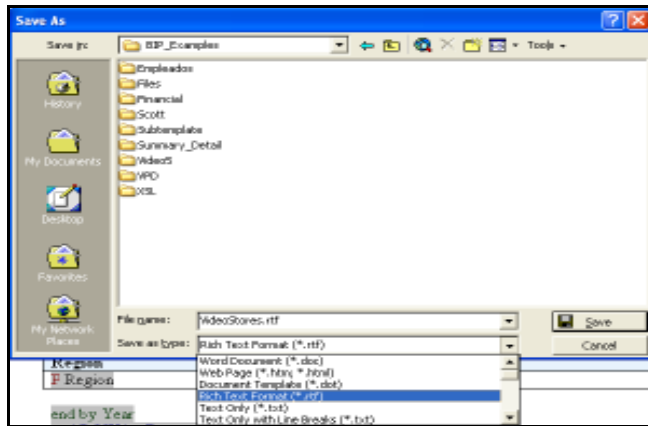 Save As
Save in:
BIP_Examples
Tools
History
My Documents
Desktop
Favorites
My Network Places
Empleados
Files
Financial
Scott
Subtemplate
Summary_Detail
VideoS
VPD
XSL
File name:
VideoStores.rtf
Save
Save as type:
Rich Text Format (*.rtf)
Cancel
Word Document (*.doc)
Web Page (*.htm; *.html)
Document Template (*.dot)
Rich Text Format (*.rtf)
Text Only (*.txt)
Text Only with Line Breaks (*.txt)
Region
F Region
end by Year